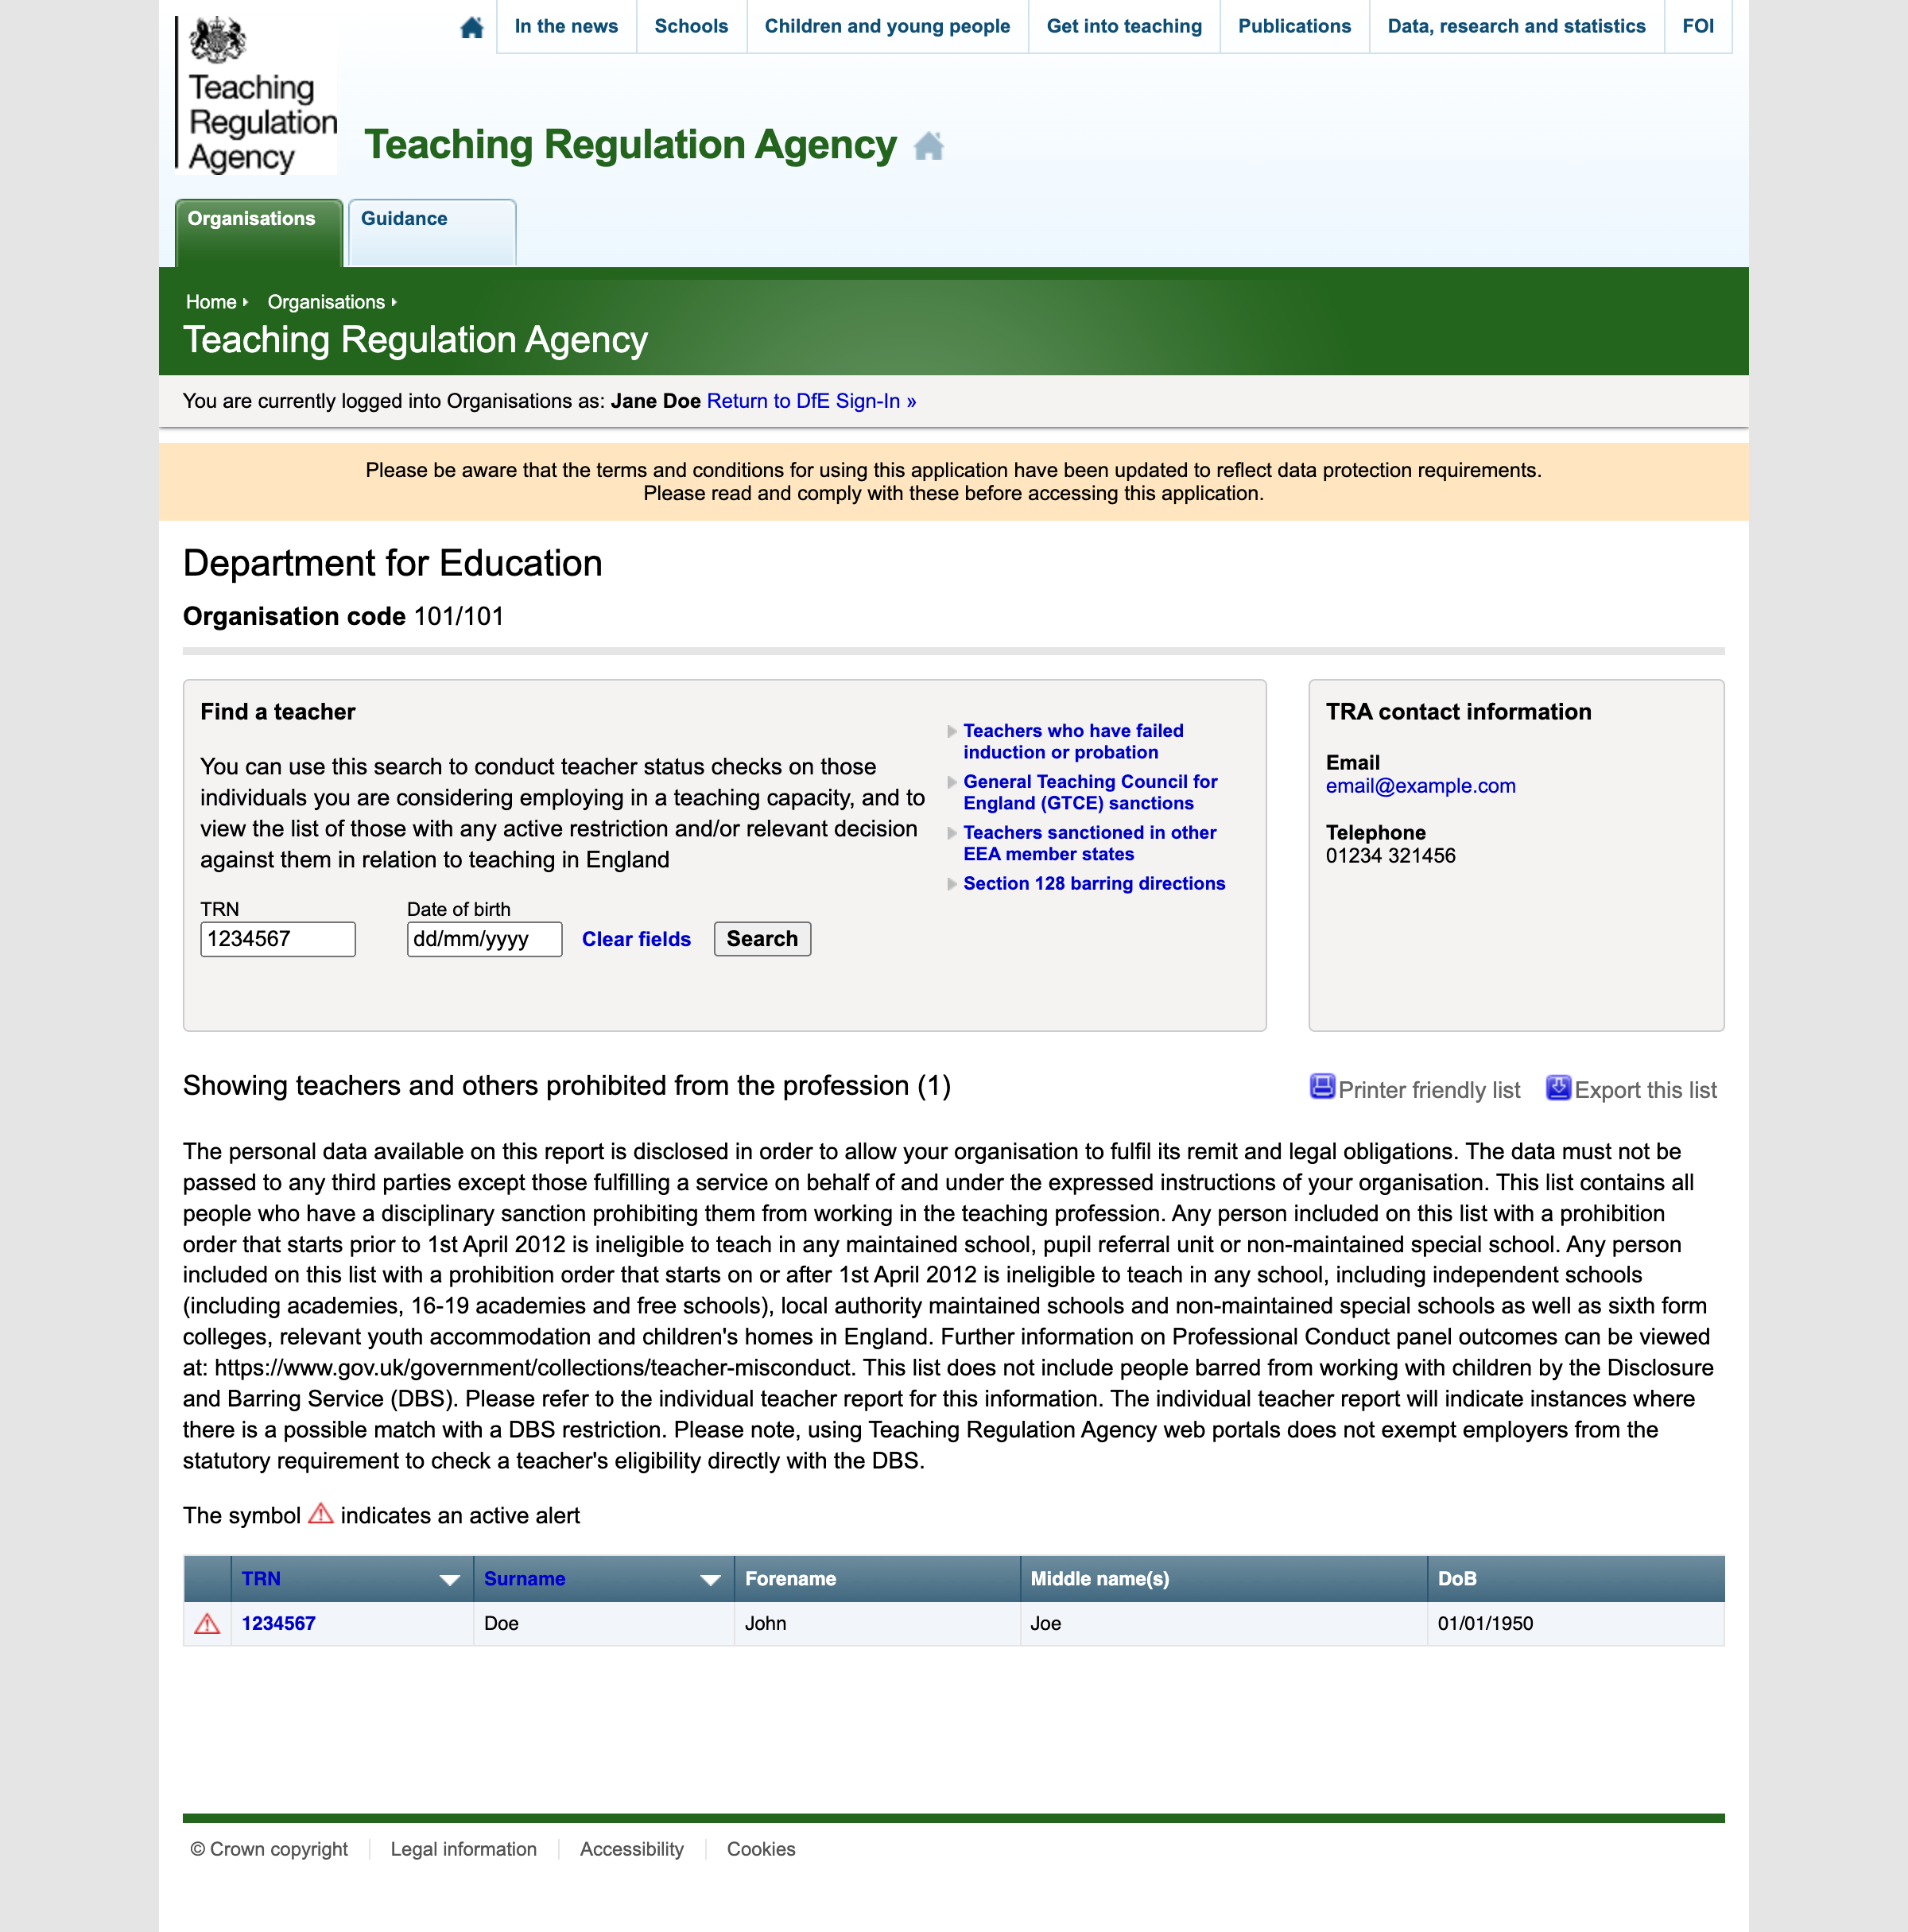 In the news
Schools
Children and young people
Get into teaching
Publications
Data, research and statistics
FOI
Teaching
Regulation
Agency
Teaching Regulation Agency
Organisations
Guidance
Home
Organisations
Teaching Regulation Agency
You are currently logged into Organisations as: Jane Doe Return to DfE Sign-In »
Please be aware that the terms and conditions for using this application have been updated to reflect data protection requirements.
Please read and comply with these before accessing this application.
Department for Education
Organisation code 101/101
Find a teacher
You can use this search to conduct teacher status checks on those
individuals you are considering employing in a teaching capacity, and to
view the list of those with any active restriction and/or relevant decision
against them in relation to teaching in England
TRN
1234567
Date of birth
dd/mm/yyyy
Clear fields
Search
Teachers who have failed
induction or probation
General Teaching Council for
England (GTCE) sanctions
Teachers sanctioned in other
EEA member states
Section 128 barring directions
TRA contact information
Email
email@example.com
Telephone
01234 321456
Showing teachers and others prohibited from the profession (1)
Printer friendly list
Export this list
The personal data available on this report is disclosed in order to allow your organisation to fulfil its remit and legal obligations. The data must not be
passed to any third parties except those fulfilling a service on behalf of and under the expressed instructions of your organisation. This list contains all
people who have a disciplinary sanction prohibiting them from working in the teaching profession. Any person included on this list with a prohibition
order that starts prior to 1st April 2012 is ineligible to teach in any maintained school, pupil referral unit or non-maintained special school. Any person
included on this list with a prohibition order that starts on or after 1st April 2012 is ineligible to teach in any school, including independent schools
(including academies, 16-19 academies and free schools), local authority maintained schools and non-maintained special schools as well as sixth form
colleges, relevant youth accommodation and children's homes in England. Further information on Professional Conduct panel outcomes can be viewed
at: https://www.gov.uk/government/collections/teacher-misconduct. This list does not include people barred from working with children by the Disclosure
and Barring Service (DBS). Please refer to the individual teacher report for this information. The individual teacher report will indicate instances where
there is a possible match with a DBS restriction. Please note, using Teaching Regulation Agency web portals does not exempt employers from the
statutory requirement to check a teacher's eligibility directly with the DBS.
The symbol indicates an active alert
TRN Surname Forename Middle name(s) DoB
1234567 Doe John Joe 01/01/1950
© Crown copyright
Legal information
Accessibility
Cookies